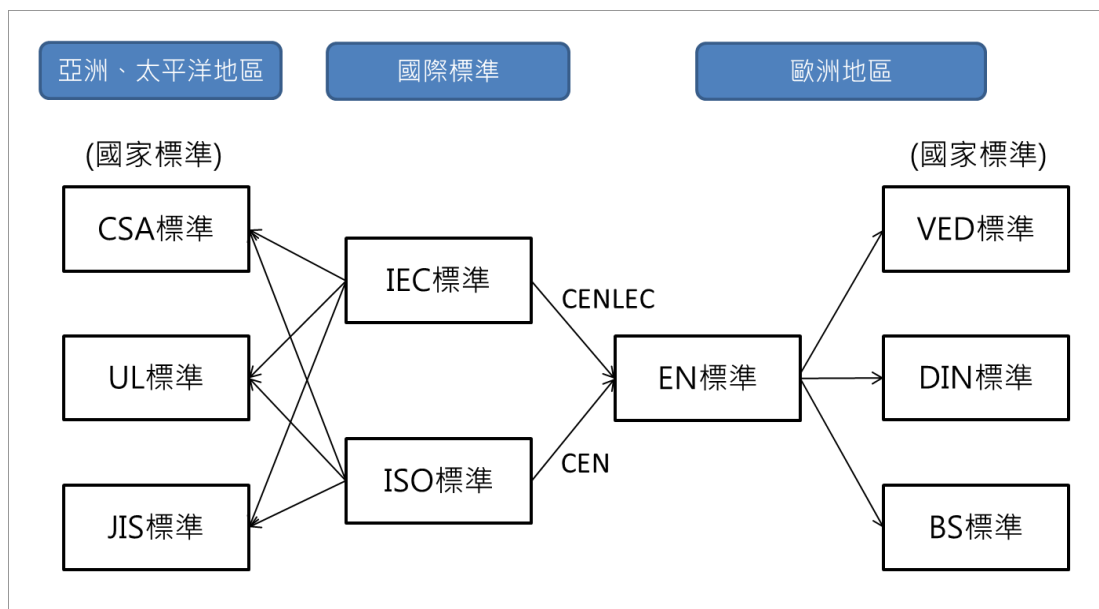 亞洲、太平洋地區
國際標準
歐洲地區
(國家標準)
(國家標準)
CSA標準
VED標準
IEC標準
CENLEC
UL標準
EN標準
DIN標準
ISO標準
CEN
JIS標準
BS標準